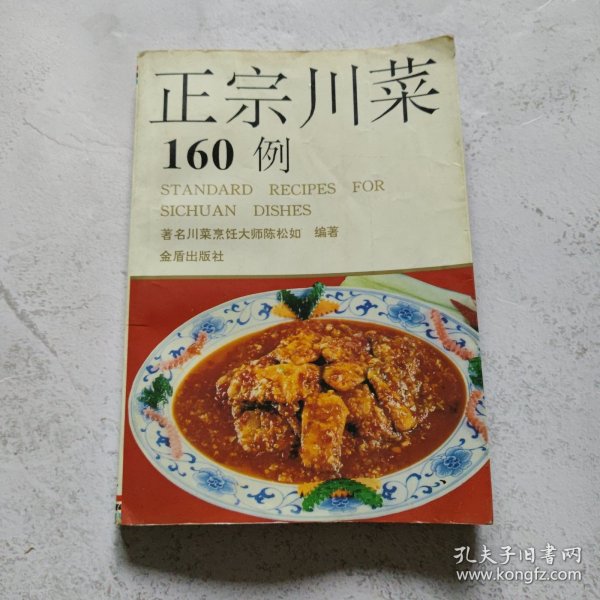 正宗川菜
160 例
STANDARD RECIPES FOR
SICHUAN DISHES
著名川菜烹饪大师陈松如 编著
金盾出版社
孔夫子旧书网
www.kongfz.com